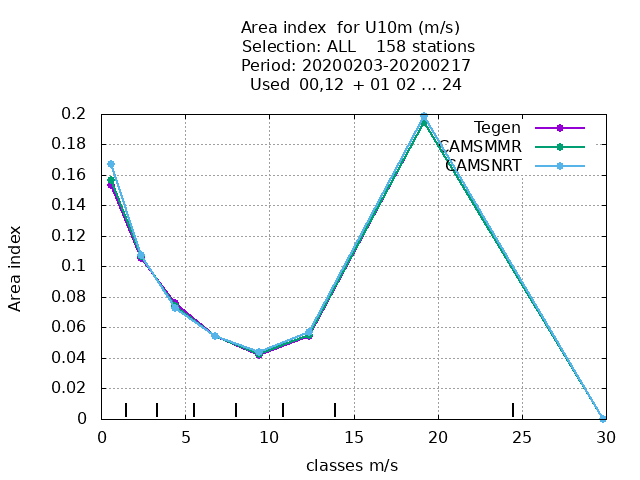 Area index  for U10m (m/s)
Selection: ALL    158 stations
Period: 20200203-20200217
Used  00,12  + 01 02 ... 24
0.2
0.18
0.16
0.14
0.12
0.1
0.08
0.06
0.04
0.02
0
Area index
Tegen
CAMSMMR
CAMSNRT
0 5 10 15 20 25 30
classes m/s